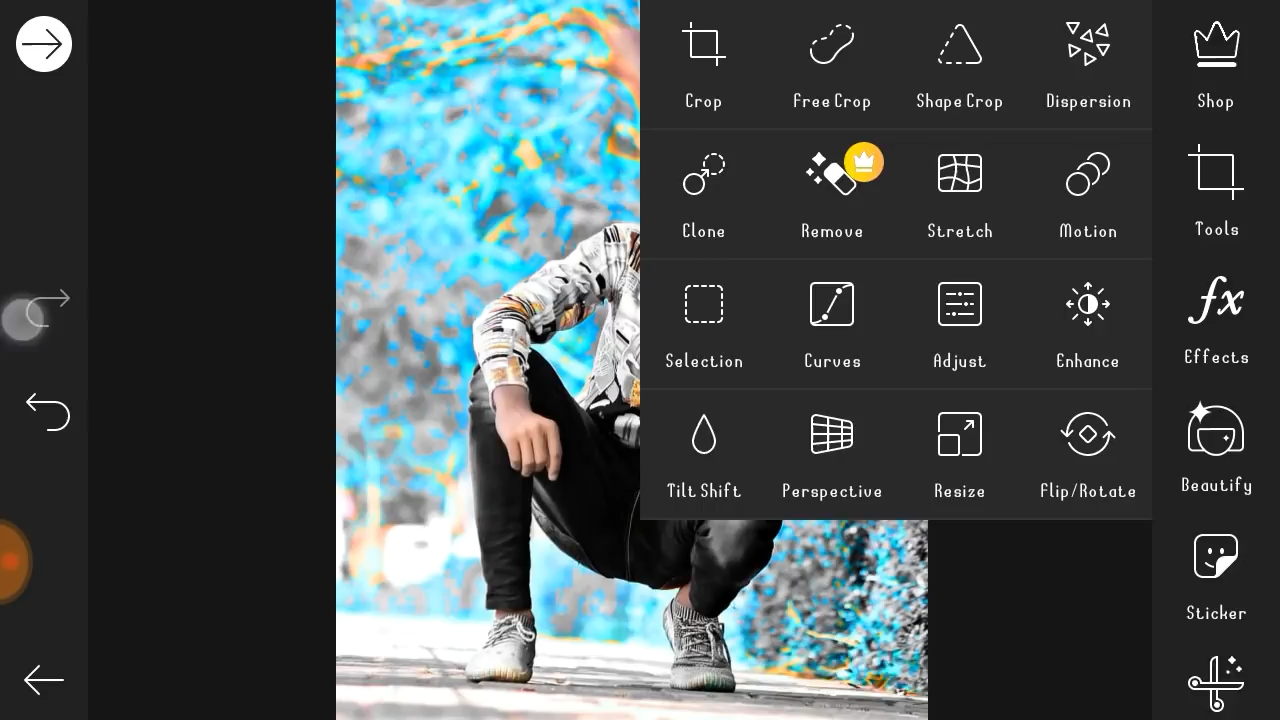 Crop Free Crop Shape Crop Dispersion Shop
Clone Remove Stretch Motion Tools
Selection Curves Adjust Enhance Effects
Tilt Shift Perspective Resize Flip/Rotate Beautify
Sticker